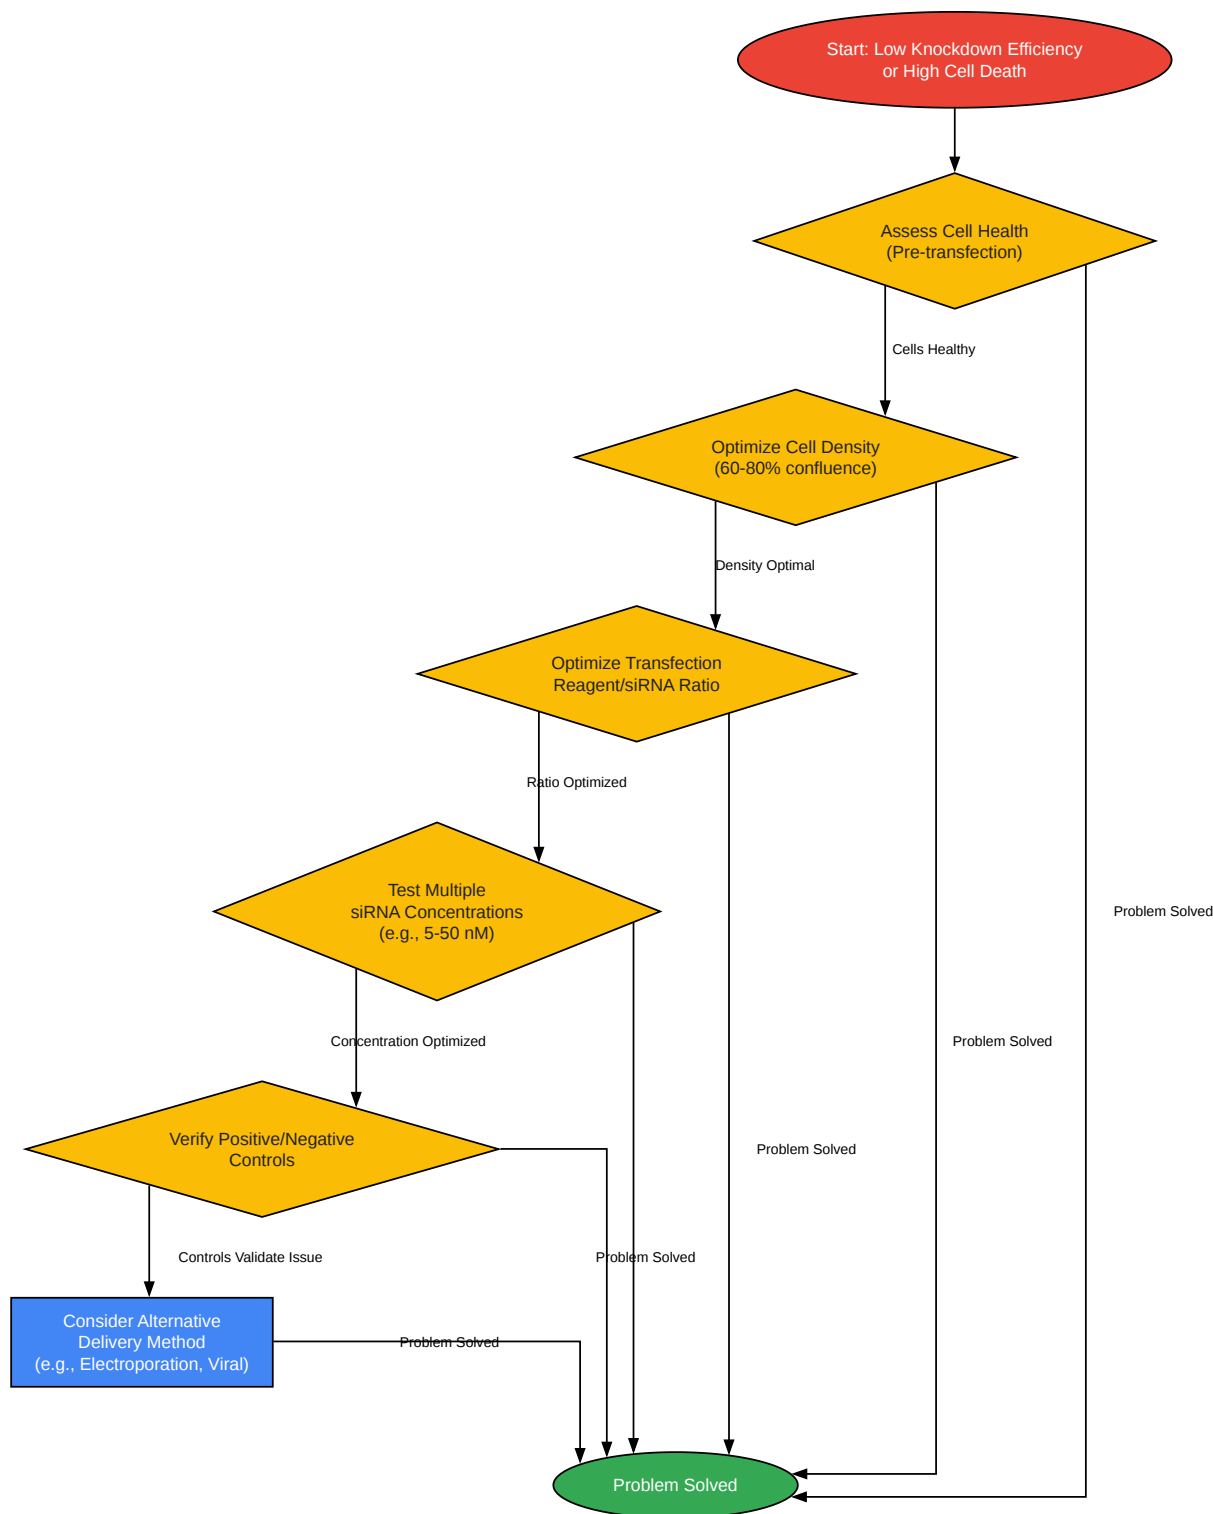 Start: Low Knockdown Efficiency
or High Cell Death
Assess Cell Health
(Pre-transfection)
Cells Healthy
Optimize Cell Density
(60-80% confluence)
Density Optimal
Optimize Transfection
Reagent/siRNA Ratio
Ratio Optimized
Test Multiple
siRNA Concentrations
(e.g., 5-50 nM)
Problem Solved
Concentration Optimized
Problem Solved
Verify Positive/Negative
Controls
Problem Solved
Controls Validate Issue
Problem Solved
Consider Alternative
Delivery Method
(e.g., Electroporation, Viral)
Problem Solved
Problem Solved